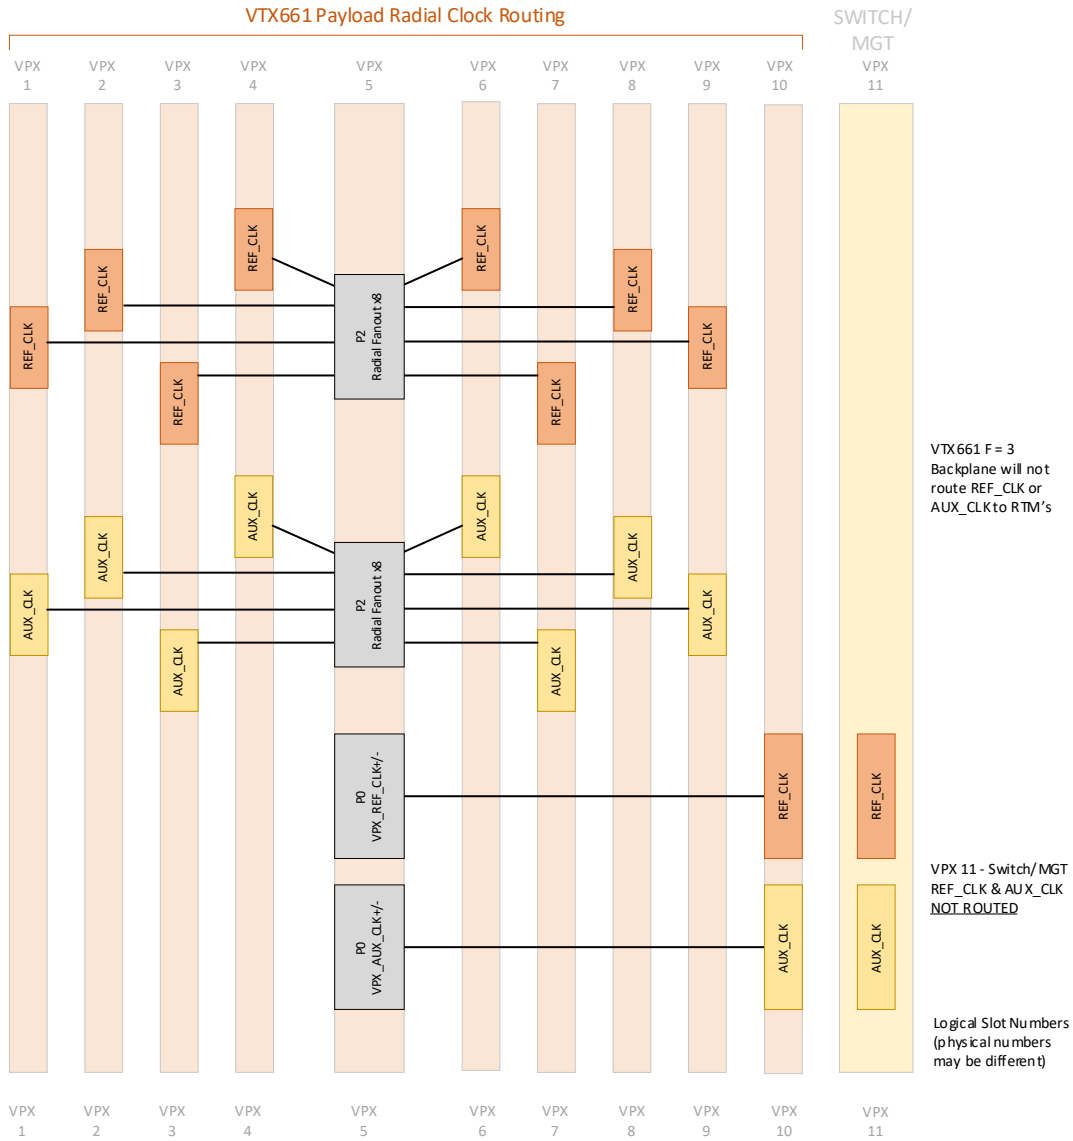 VTX661 Payload Radial Clock Routing
SWITCH/
MGT
VPX
1
VPX
2
VPX
3
VPX
4
VPX
5
VPX
6
VPX
7
VPX
8
VPX
9
VPX
10
VPX
11
REF_CLK
REF_CLK
REF_CLK
REF_CLK
P2
Radial Fanout x8
REF_CLK
REF_CLK
REF_CLK
REF_CLK
VTX661 F = 3
Backplane will not
route REF_CLK or
AUX_CLK to RTM's
AUX_CLK
AUX_CLK
AUX_CLK
AUX_CLK
P2
Radial Fanout x8
AUX_CLK
AUX_CLK
AUX_CLK
AUX_CLK
P0
VPX_REF_CLK+/-
REF_CLK
REF_CLK
VPX 11 - Switch/MGT
REF_CLK & AUX_CLK
NOT ROUTED
P0
VPX_AUX_CLK+/-
AUX_CLK
AUX_CLK
Logical Slot Numbers
(physical numbers
may be different)
VPX
1
VPX
2
VPX
3
VPX
4
VPX
5
VPX
6
VPX
7
VPX
8
VPX
9
VPX
10
VPX
11